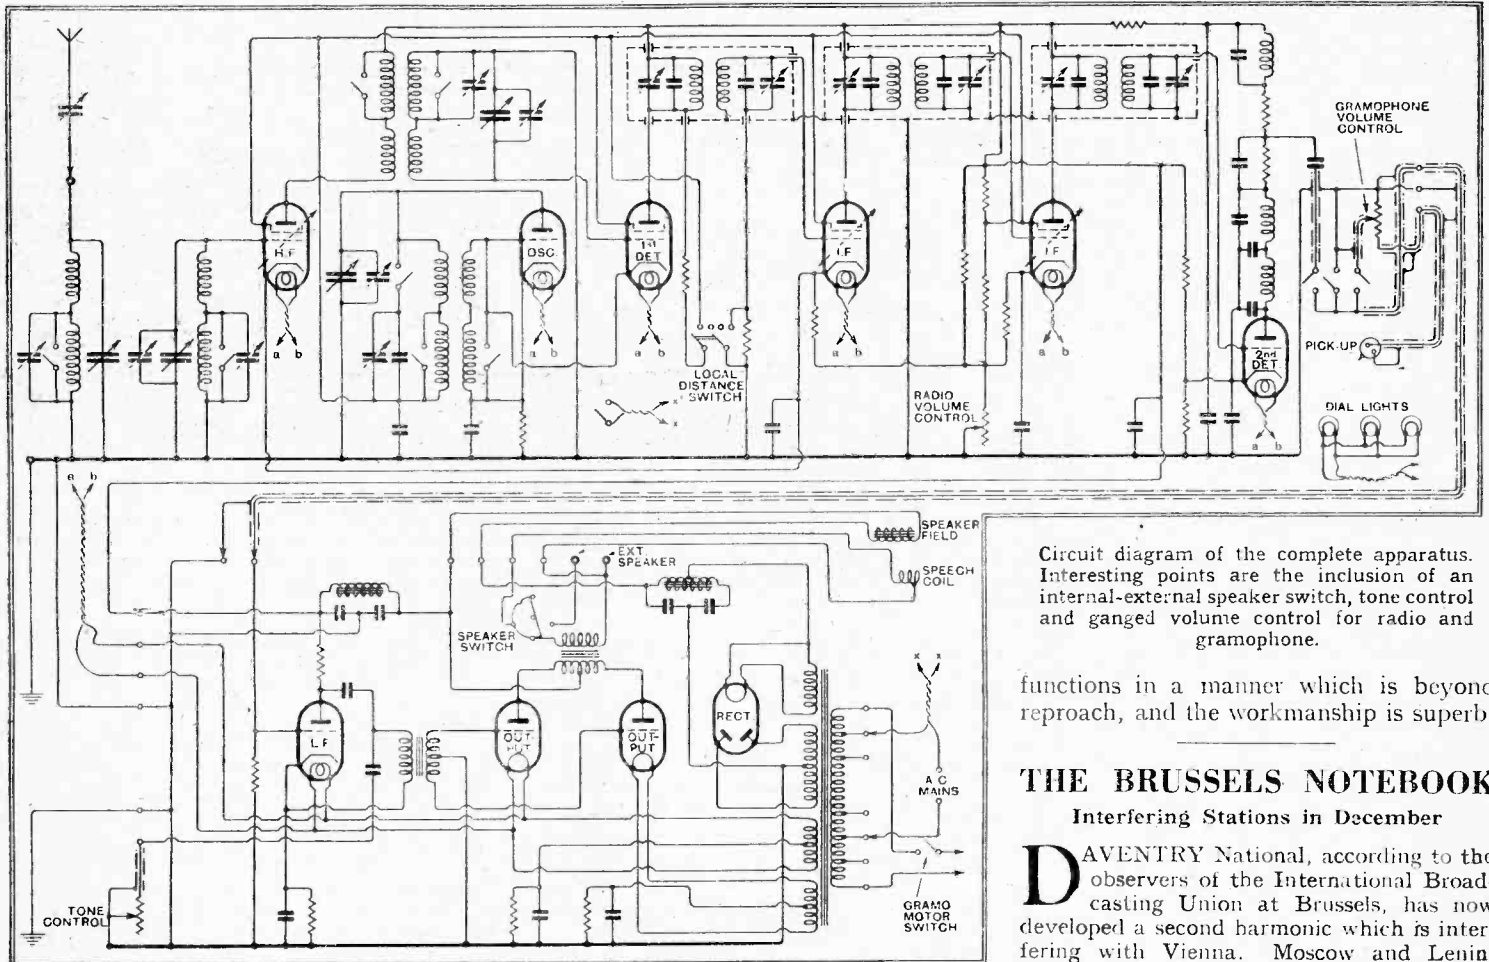 GRAMOPHONE
VOLUME
CONTROL
H.F
OSC.
1st
DET.
I.F
I.F
a b
a b
a b
a b
a b
LOCAL
DISTANCE
SWITCH
x
x
RADIO
VOLUME
CONTROL
2nd
DET.
a b
PICK-UP
DIAL LIGHTS
a b
SPEAKER
FIELD
EXT.
SPEAKER
SPEECH
COIL
SPEAKER
SWITCH
L.F
OUT-
PUT
OUT-
PUT
RECT.
x x
A C
MAINS
TONE
CONTROL
GRAMO
MOTOR
SWITCH
Circuit diagram of the complete apparatus.
Interesting points are the inclusion of an
internal-external speaker switch, tone control
and ganged volume control for radio and
gramophone.
functions in a manner which is beyond
reproach, and the workmanship is superb
THE BRUSSELS NOTEBOOK
Interfering Stations in December
DAVENTRY National, according to the
observers of the International Broad-
casting Union at Brussels, has now
developed a second harmonic which is inter-
fering with Vienna. Moscow and Lenin